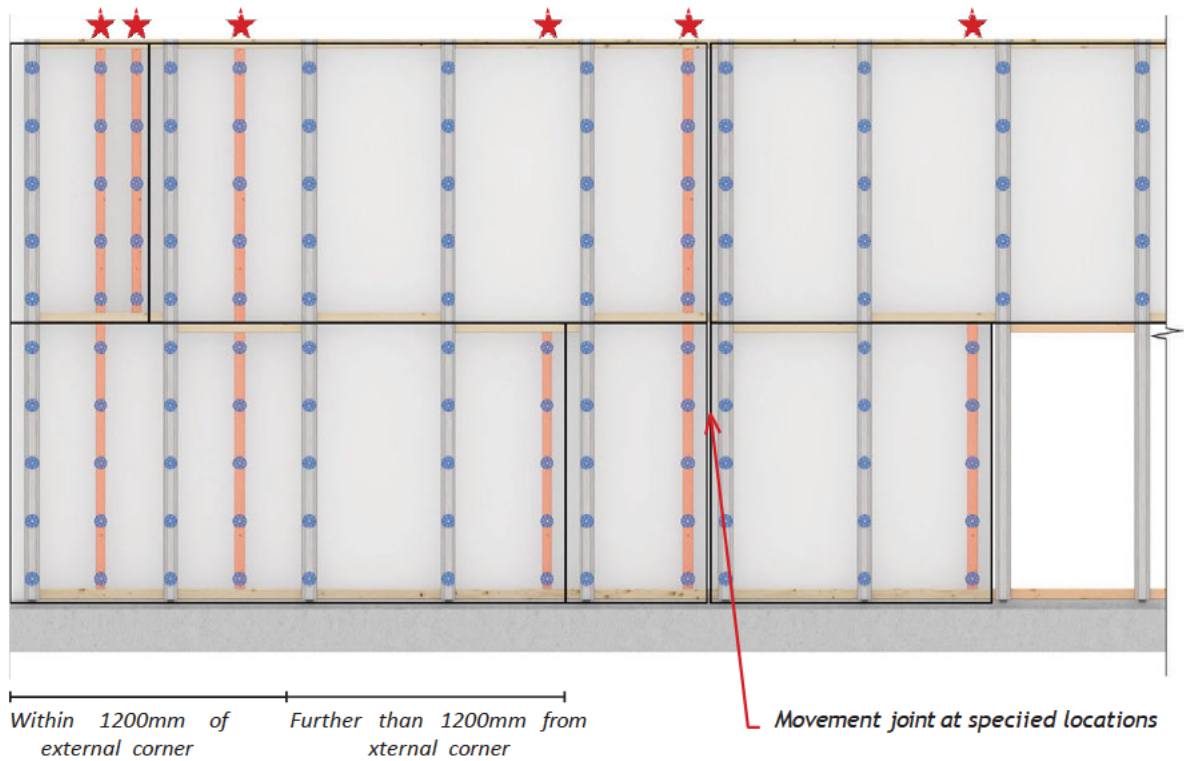 Within 1200mm of
external corner
Further than 1200mm from
xternal corner
Movement joint at speciied locations